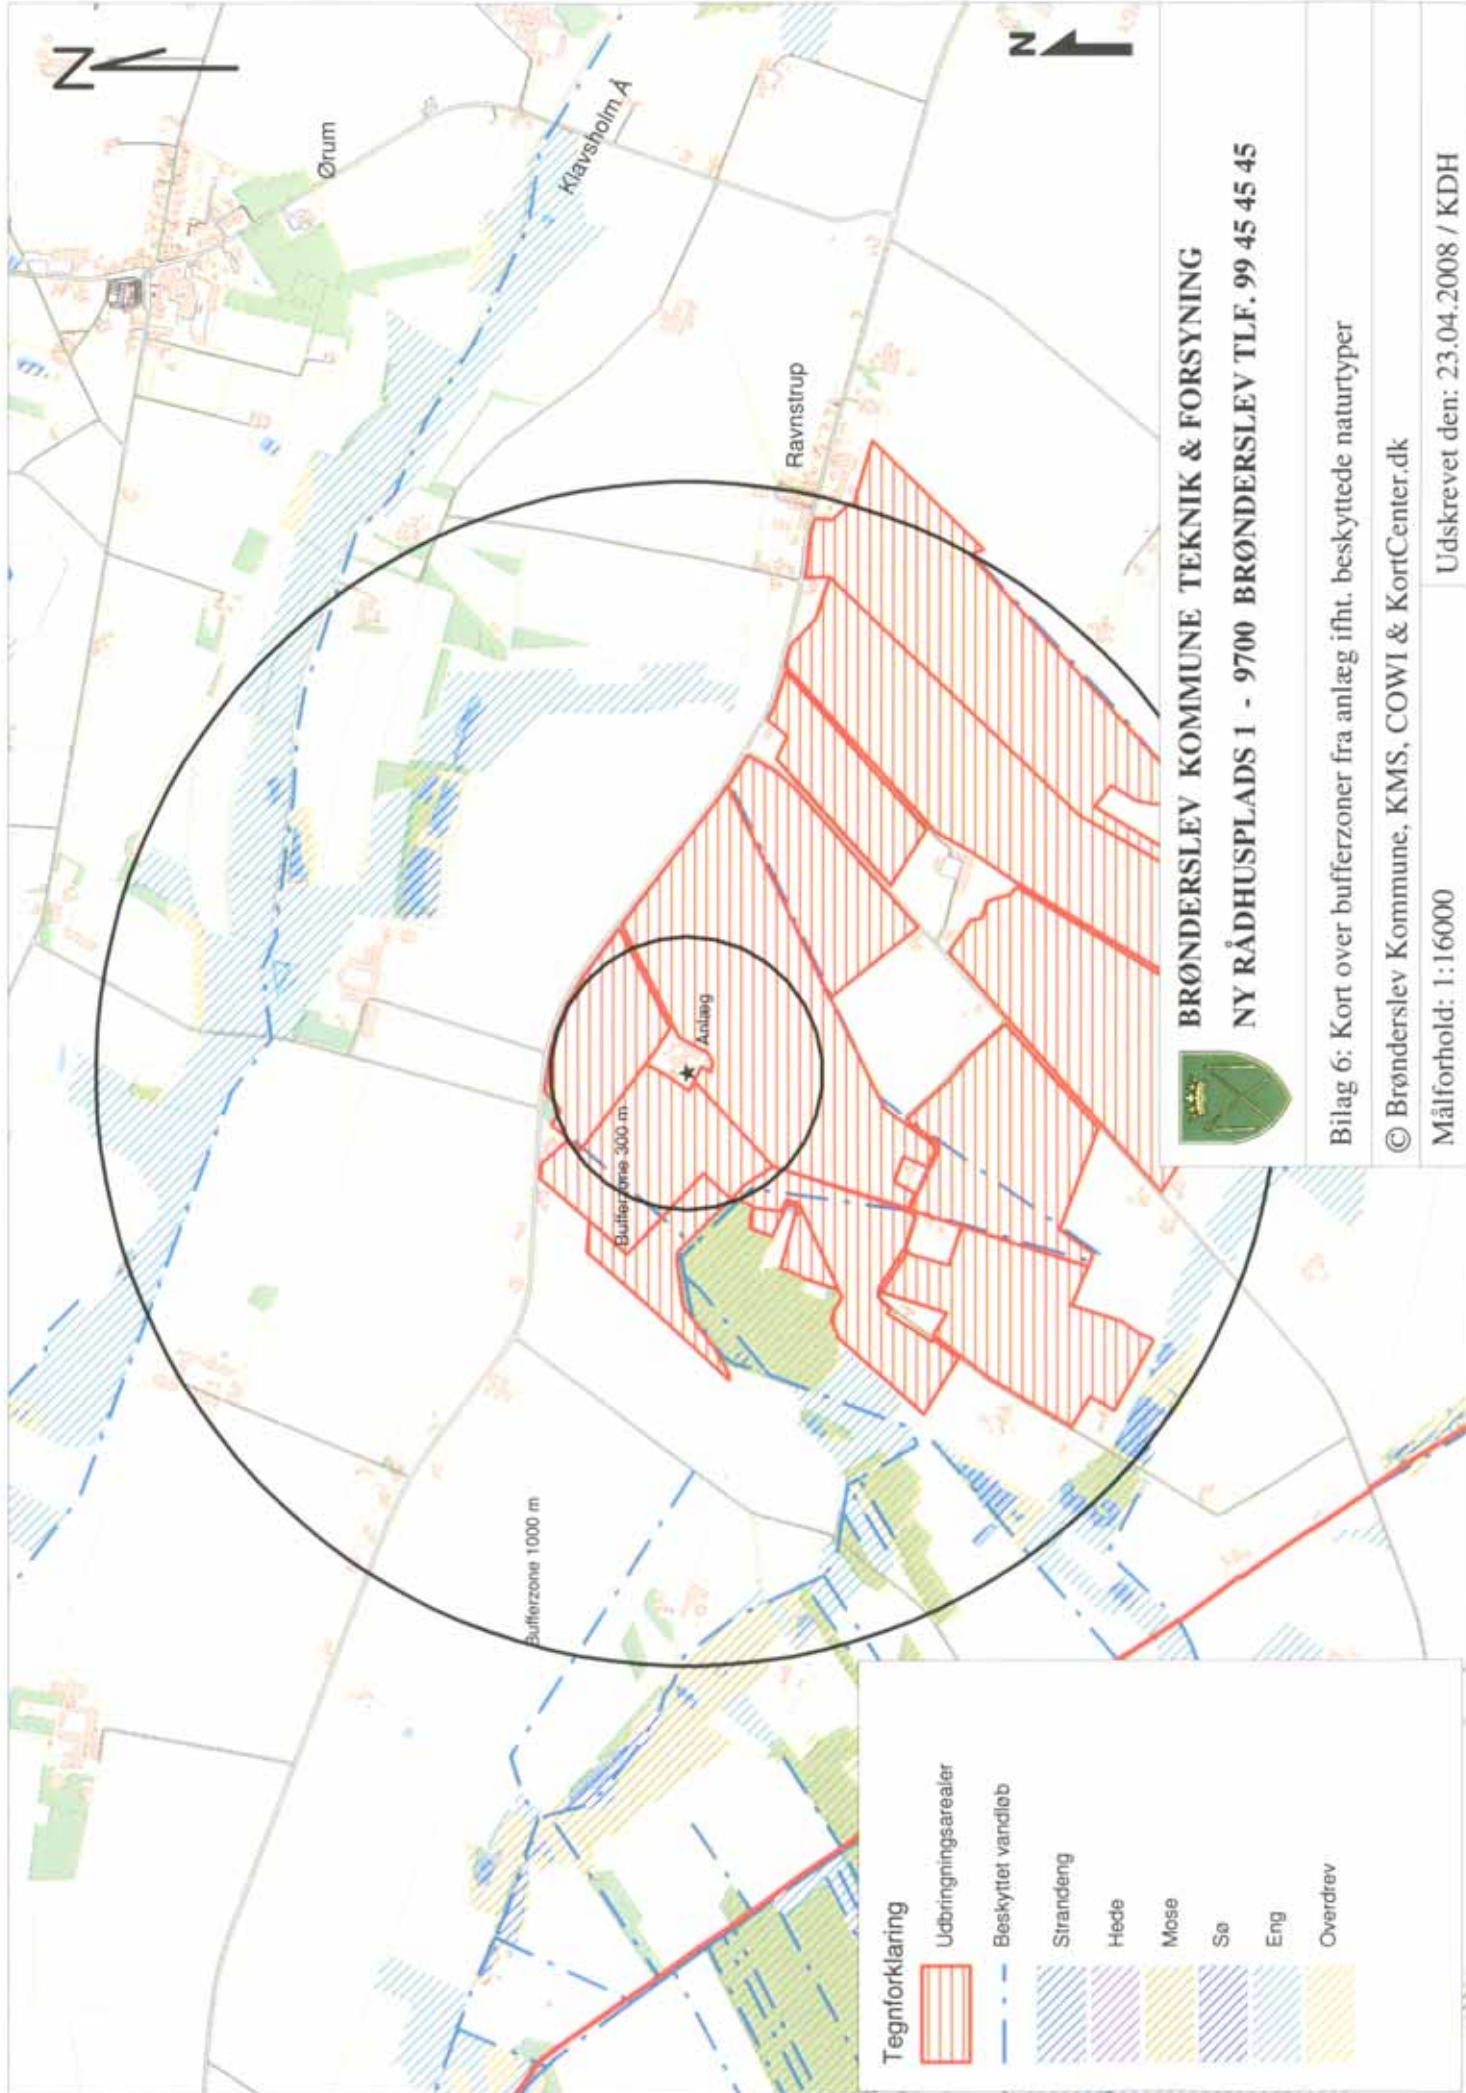 N
N
Ørum
Klavsholm Å
Ravnstrup
Anlæg
Bufferzone 300 m
Bufferzone 1000 m
Tegnforklaring
Udbringningsarealer
Beskyttet vandløb
Strandeng
Hede
Mose
Sø
Eng
Overdrev
BRØNDERSLEV KOMMUNE TEKNIK & FORSYNING
NY RÅDHUSPLADS 1 - 9700 BRØNDERSLEV TLF. 99 45 45 45
Bilag 6: Kort over bufferzoner fra anlæg ifht. beskyttede naturtyper
© Brønderslev Kommune, KMS, COWI & KortCenter.dk
Målforhold: 1:16000
Udskrevet den: 23.04.2008 / KDH